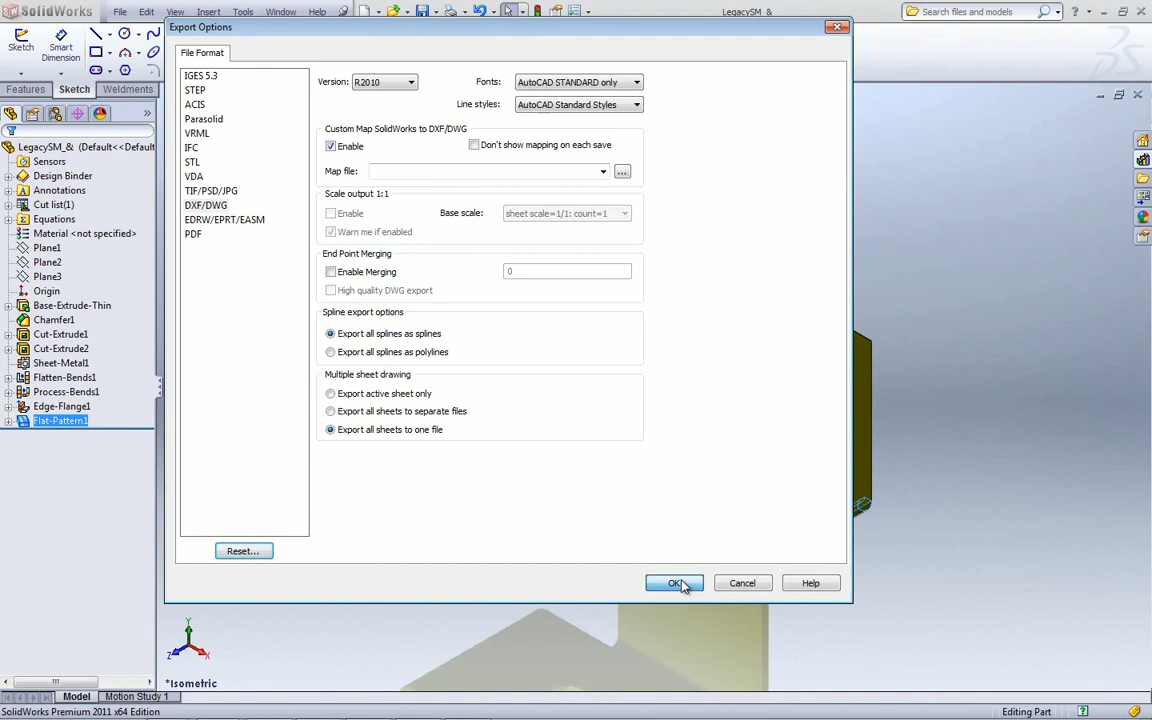 SolidWorks File Edit View Insert Tools Window Help LegacySM_& Search files and models ?
Export Options
Sketch Smart Dimension
File Format
Features Sketch Weldments
IGES 5.3
STEP
ACIS
Parasolid
VRML
IFC
STL
VDA
TIF/PSD/JPG
DXF/DWG
EDRW/EPRT/EASM
PDF
Version: R2010 Fonts: AutoCAD STANDARD only
Line styles: AutoCAD Standard Styles
Custom Map SolidWorks to DXF/DWG
Enable Don't show mapping on each save
Map file: ...
Scale output 1:1
Enable Base scale: sheet scale=1/1: count=1
Warn me if enabled
End Point Merging
Enable Merging 0
High quality DWG export
Spline export options
Export all splines as splines
Export all splines as polylines
Multiple sheet drawing
Export active sheet only
Export all sheets to separate files
Export all sheets to one file
Reset...
OK Cancel Help
LegacySM_& (Default<<Default
Sensors
Design Binder
Annotations
Cut list(1)
Equations
Material <not specified>
Plane1
Plane2
Plane3
Origin
Base-Extrude-Thin
Chamfer1
Cut-Extrude1
Cut-Extrude2
Sheet-Metal1
Flatten-Bends1
Process-Bends1
Edge-Flange1
Flat-Pattern1
Y
Z X
*Isometric
Model Motion Study 1
SolidWorks Premium 2011 x64 Edition Editing Part ?